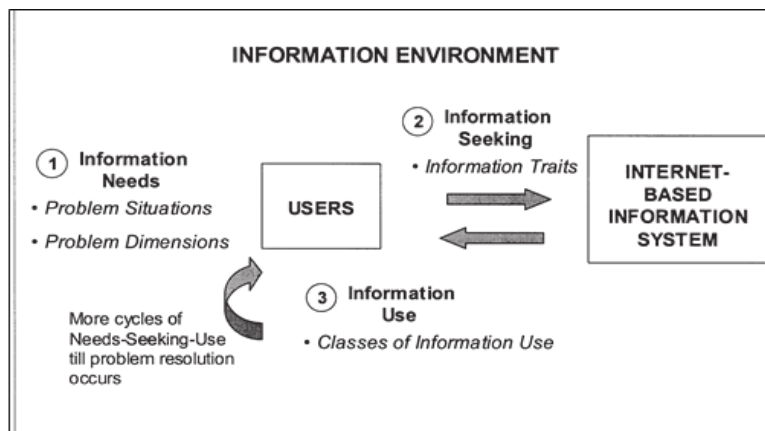 INFORMATION ENVIRONMENT
1 Information
Needs
• Problem Situations
• Problem Dimensions
USERS
2 Information
Seeking
• Information Traits
INTERNET-
BASED
INFORMATION
SYSTEM
3 Information
Use
• Classes of Information Use
More cycles of
Needs-Seeking-Use
till problem resolution
occurs